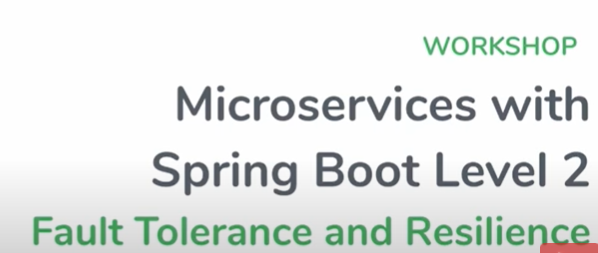 WORKSHOP
Microservices with
Spring Boot Level 2
Fault Tolerance and Resilience